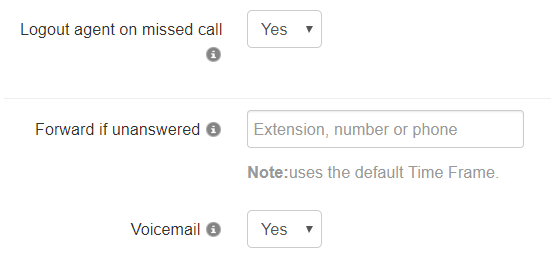 Logout agent on missed call
Yes
Forward if unanswered
Extension, number or phone
Note:uses the default Time Frame.
Voicemail
Yes